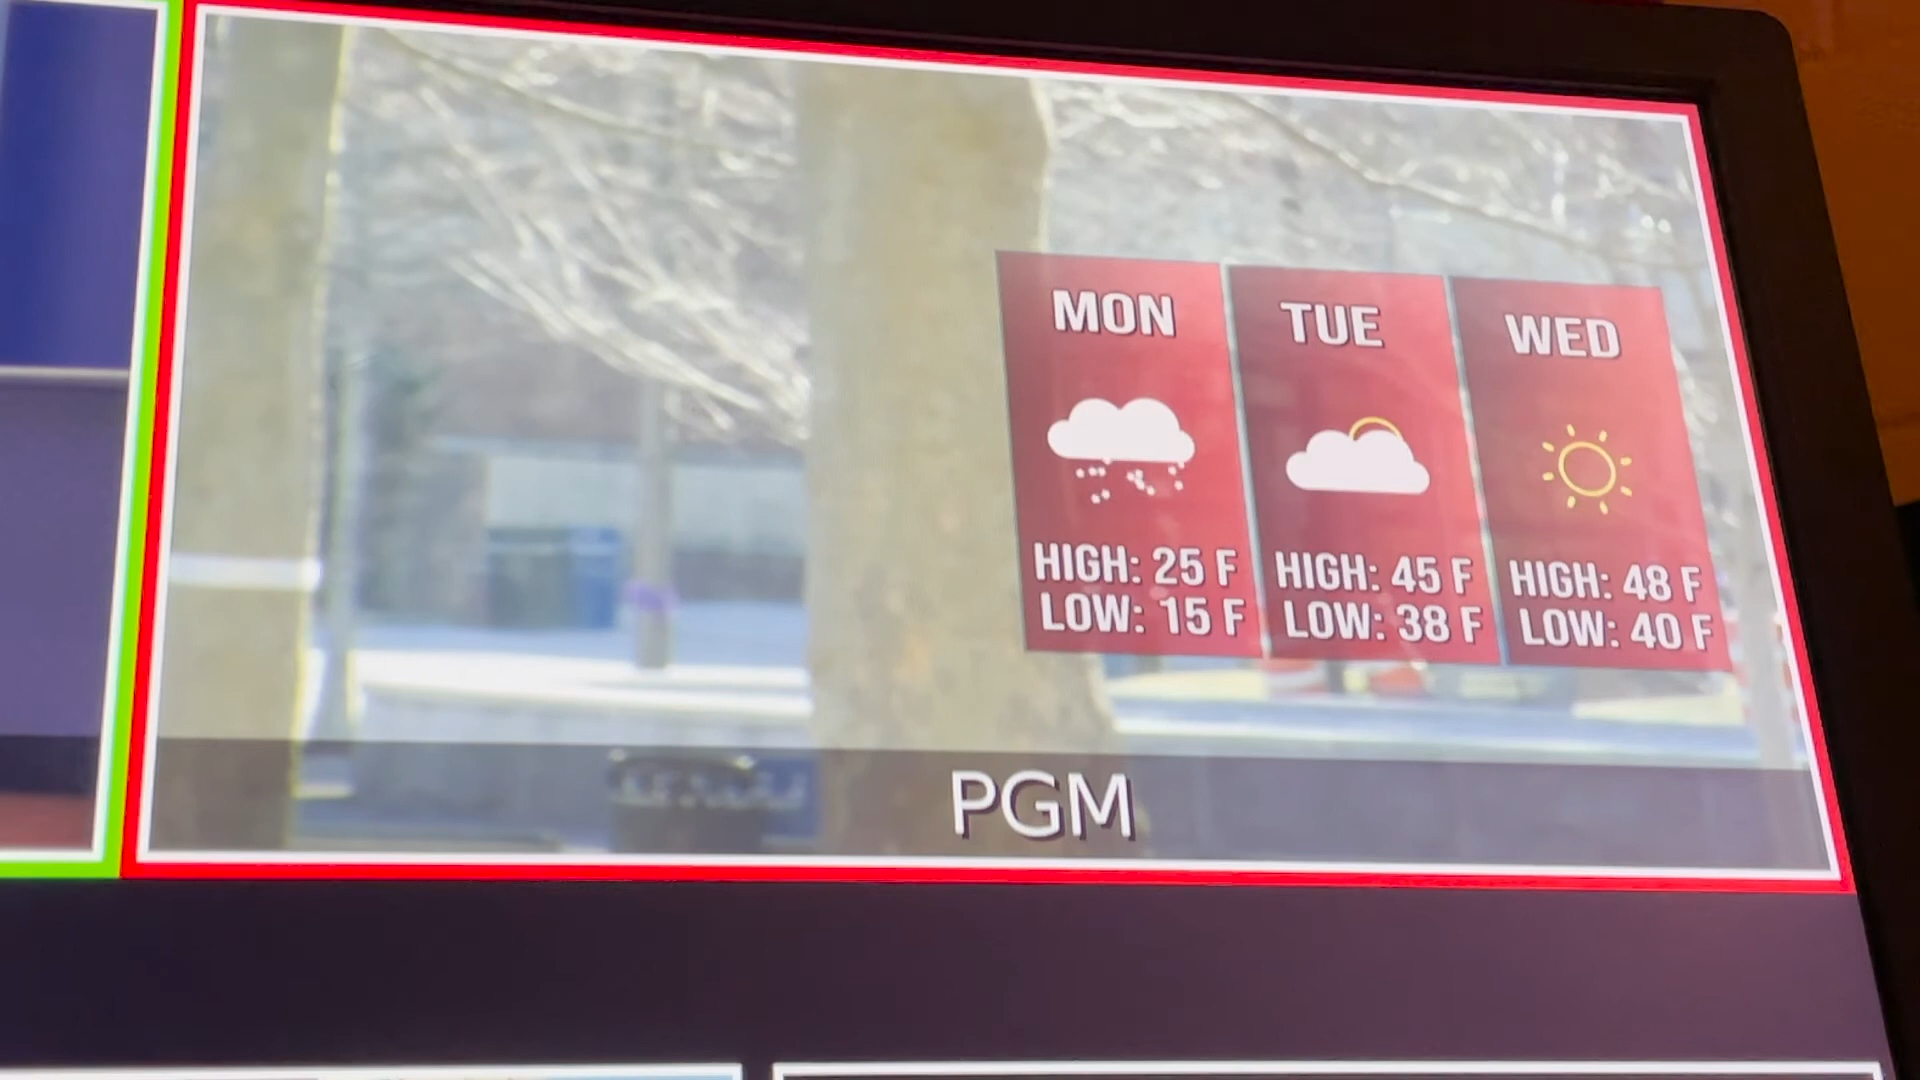 MON
HIGH: 25 F
LOW: 15 F
TUE
HIGH: 45 F
LOW: 38 F
WED
HIGH: 48 F
LOW: 40 F
PGM